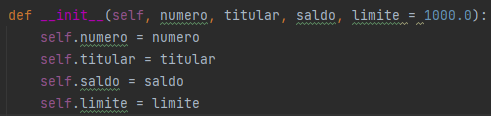 def __init__(self, numero, titular, saldo, limite = 1000.0):
    self.numero = numero
    self.titular = titular
    self.saldo = saldo
    self.limite = limite